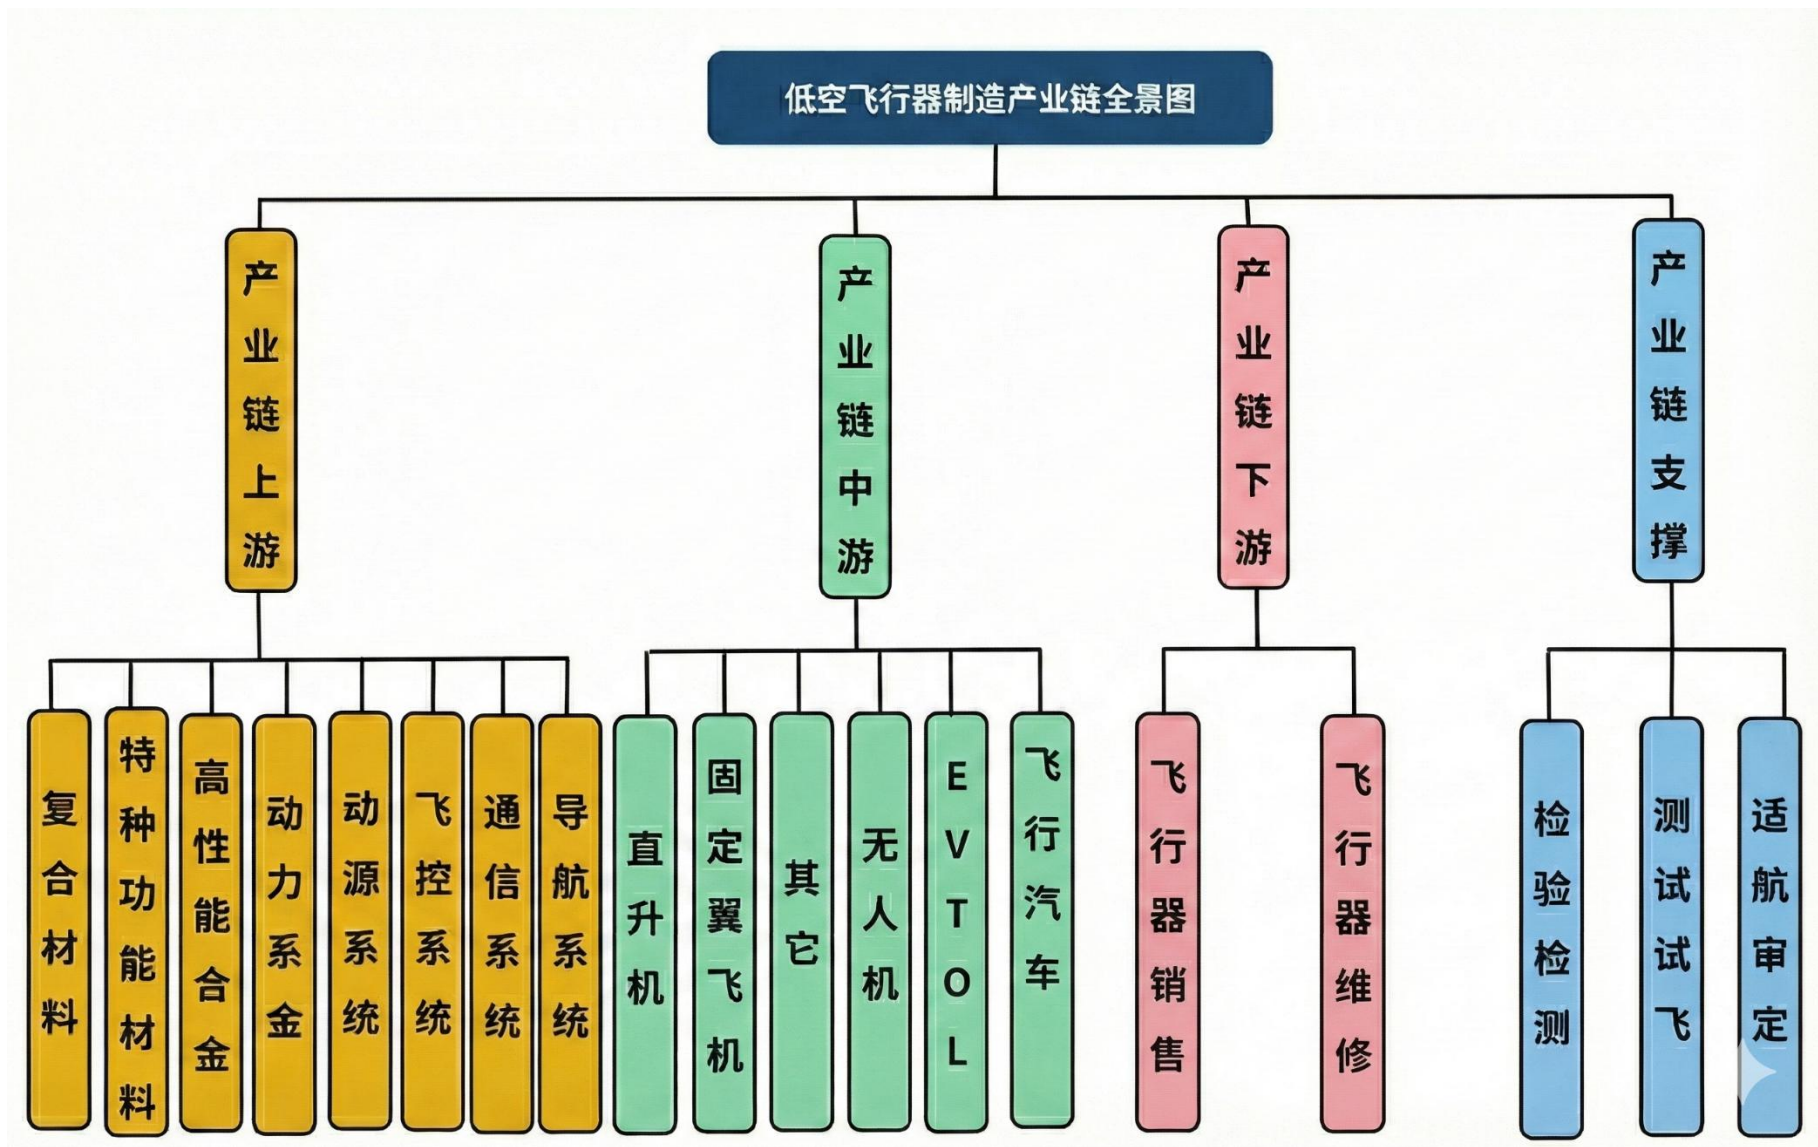 低空飞行器制造产业链全景图
产业链上游
产业链中游
产业链下游
产业链支撑
复合材料
特种功能材料
高性能合金
动力系金
动源系统
飞控系统
通信系统
导航系统
直升机
固定翼飞机
其它
无人机
EVTOL
飞行汽车
飞行器销售
飞行器维修
检验检测
测试试飞
适航审定